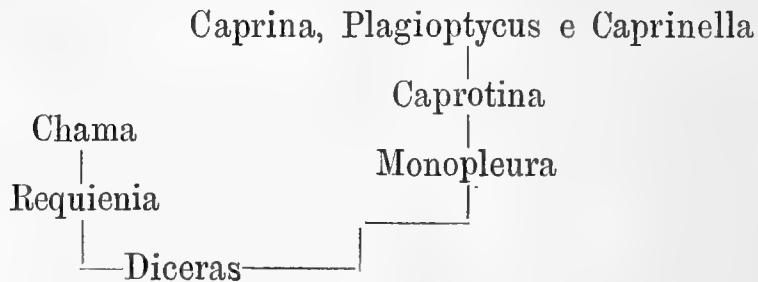 Caprina, Plagioptycus e Caprinella
Caprotina
Chama
Monopleura
Requienia
Diceras